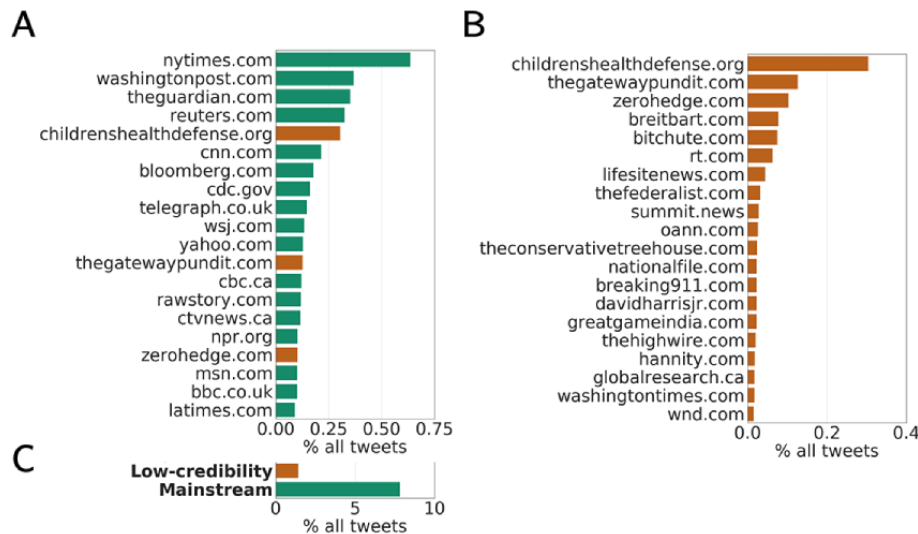 A
nytimes.com
washingtonpost.com
theguardian.com
reuters.com
childrenshealthdefense.org
cnn.com
bloomberg.com
cdc.gov
telegraph.co.uk
wsj.com
yahoo.com
thegatewaypundit.com
cbc.ca
rawstory.com
ctvnews.ca
npr.org
zerohedge.com
msn.com
bbc.co.uk
latimes.com
0.00 0.25 0.50 0.75
% all tweets
B
childrenshealthdefense.org
thegatewaypundit.com
zerohedge.com
breitbart.com
bitchute.com
rt.com
lifesitenews.com
thefederalist.com
summit.news
oann.com
theconservativetreehouse.com
nationalfile.com
breaking911.com
davidharrisjr.com
greatgameindia.com
thehighwire.com
hannity.com
globalresearch.ca
washingtontimes.com
wnd.com
0.0 0.2 0.4
% all tweets
C
Low-credibility
Mainstream
0 5 10
% all tweets